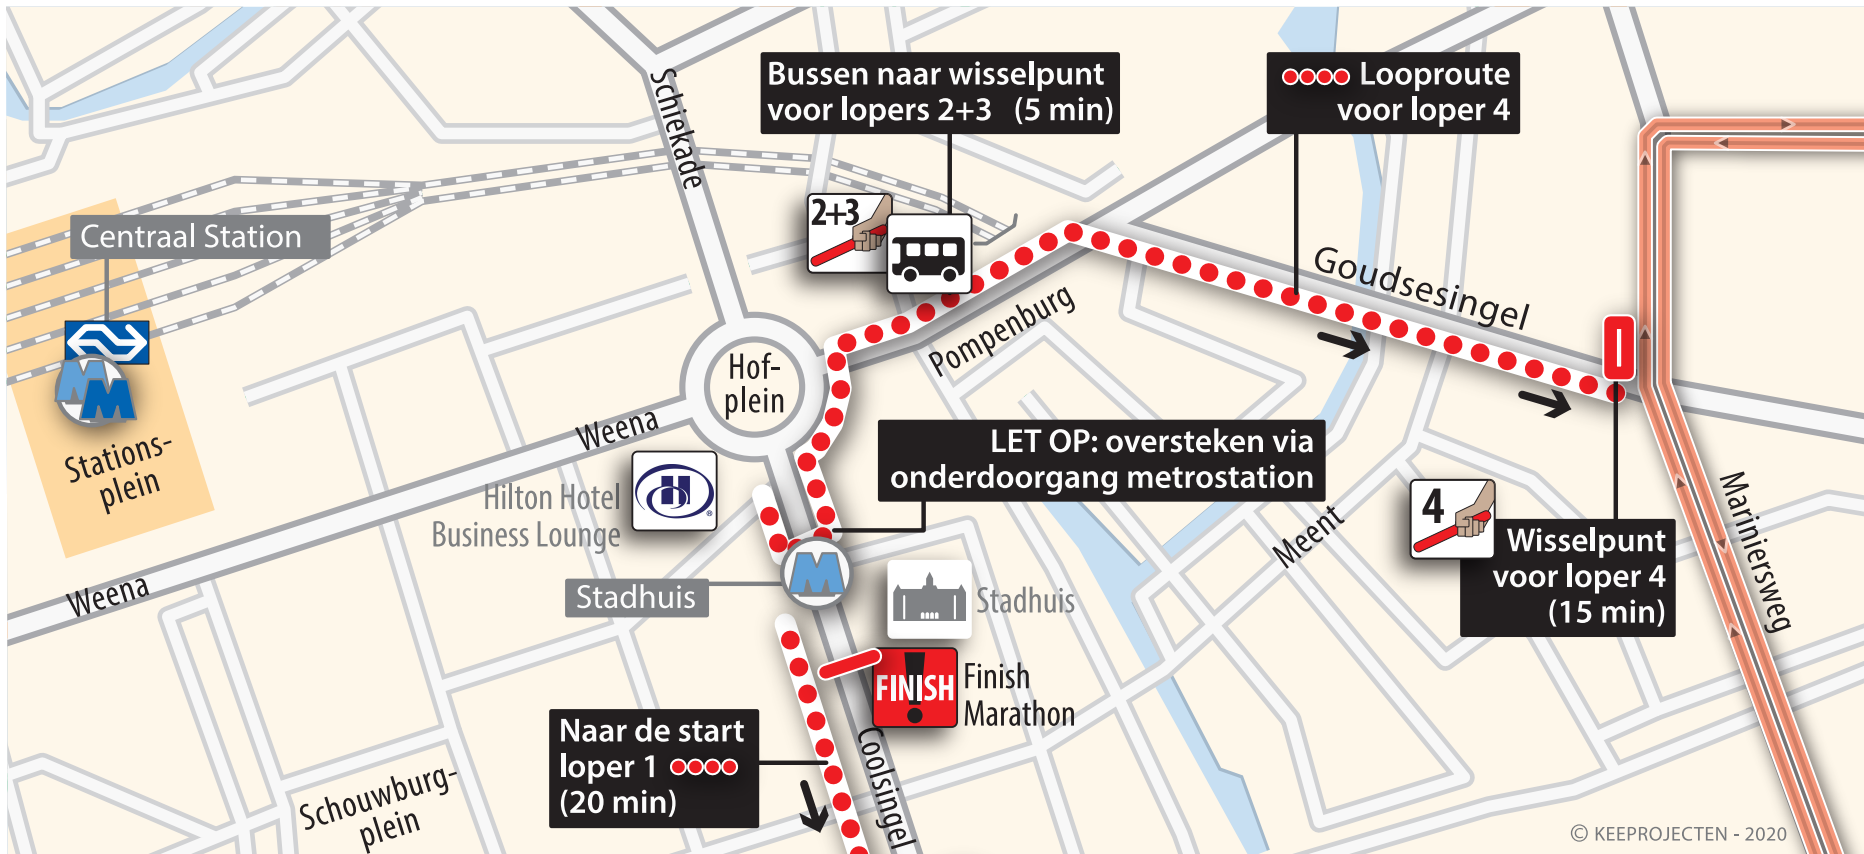 Bussen naar wisselpunt
voor lopers 2+3 (5 min)
Looproute
voor loper 4
Schiekade
2+3
Centraal Station
Goudsesingel
Pompenburg
Hof-
plein
Weena
Stations-
plein
LET OP: oversteken via
onderdoorgang metrostation
Hilton Hotel
Business Lounge
H
®
M
M
4
Wisselpunt
voor loper 4
(15 min)
Meent
Mariniersweg
Weena
Stadhuis
M
Stadhuis
FINISH
Finish
Marathon
Naar de start
loper 1
(20 min)
Coolsingel
Schouwburg-
plein
© KEEPROJECTEN - 2020